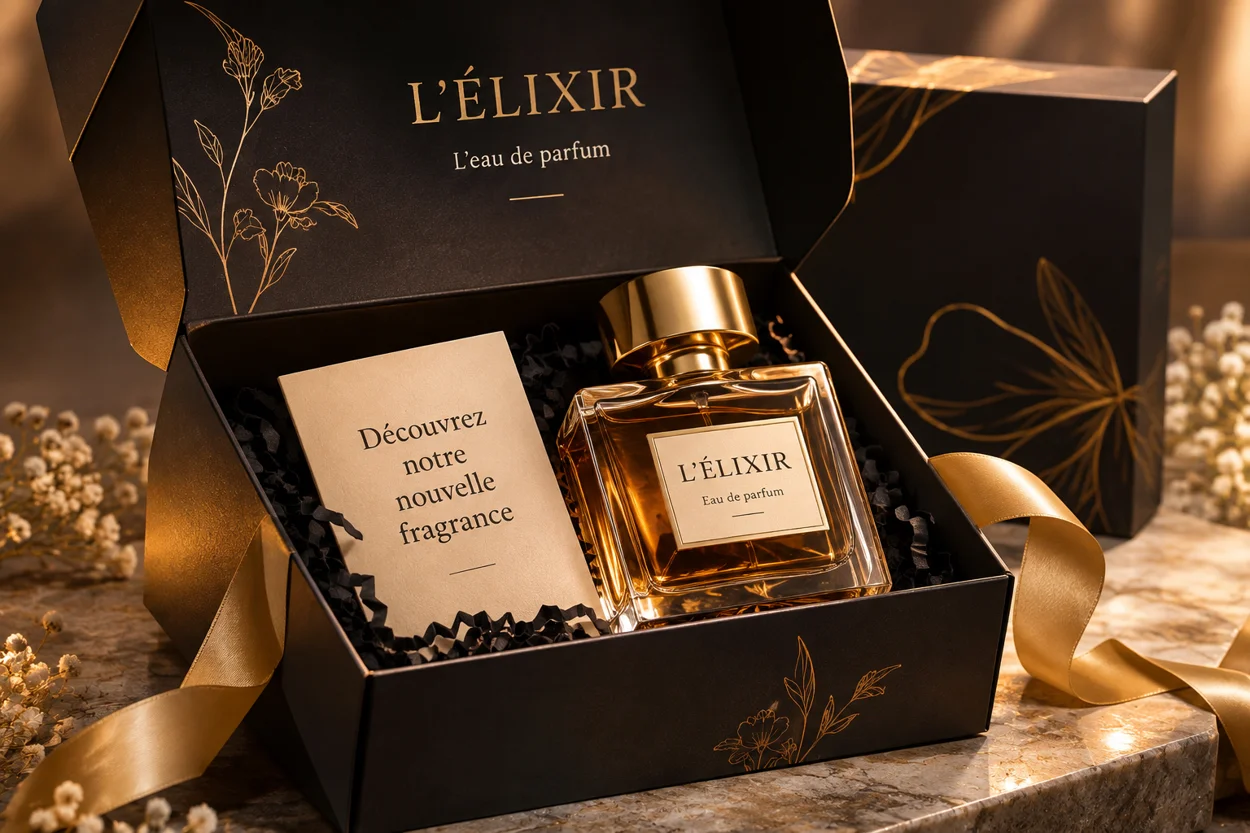 L'ÉLIXIR
L'eau de parfum
Découvrez
notre
nouvelle
fragrance
L'ÉLIXIR
Eau de parfum